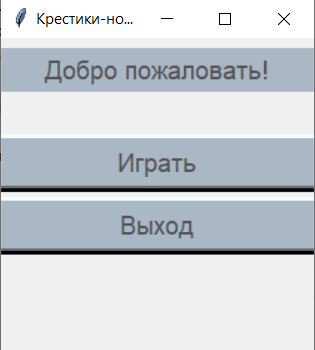 Крестики-но...
Добро пожаловать!
Играть
Выход